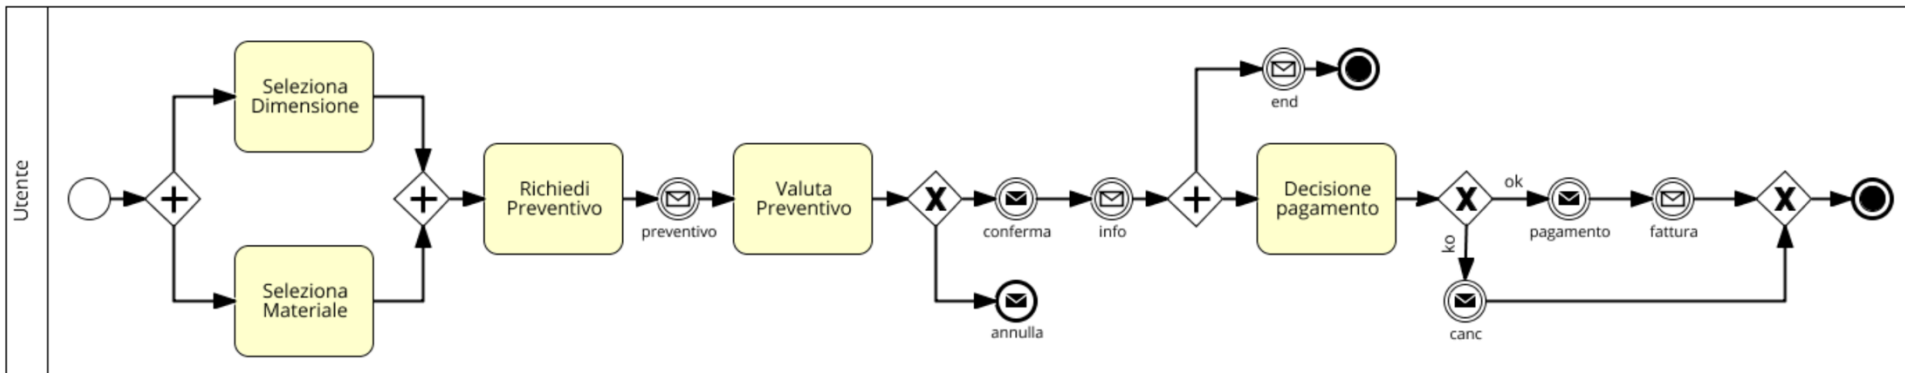 Utente
Seleziona
Dimensione
Seleziona
Materiale
Richiedi
Preventivo
preventivo
Valuta
Preventivo
conferma
annulla
info
end
Decisione
pagamento
ok
ko
pagamento
fattura
canc